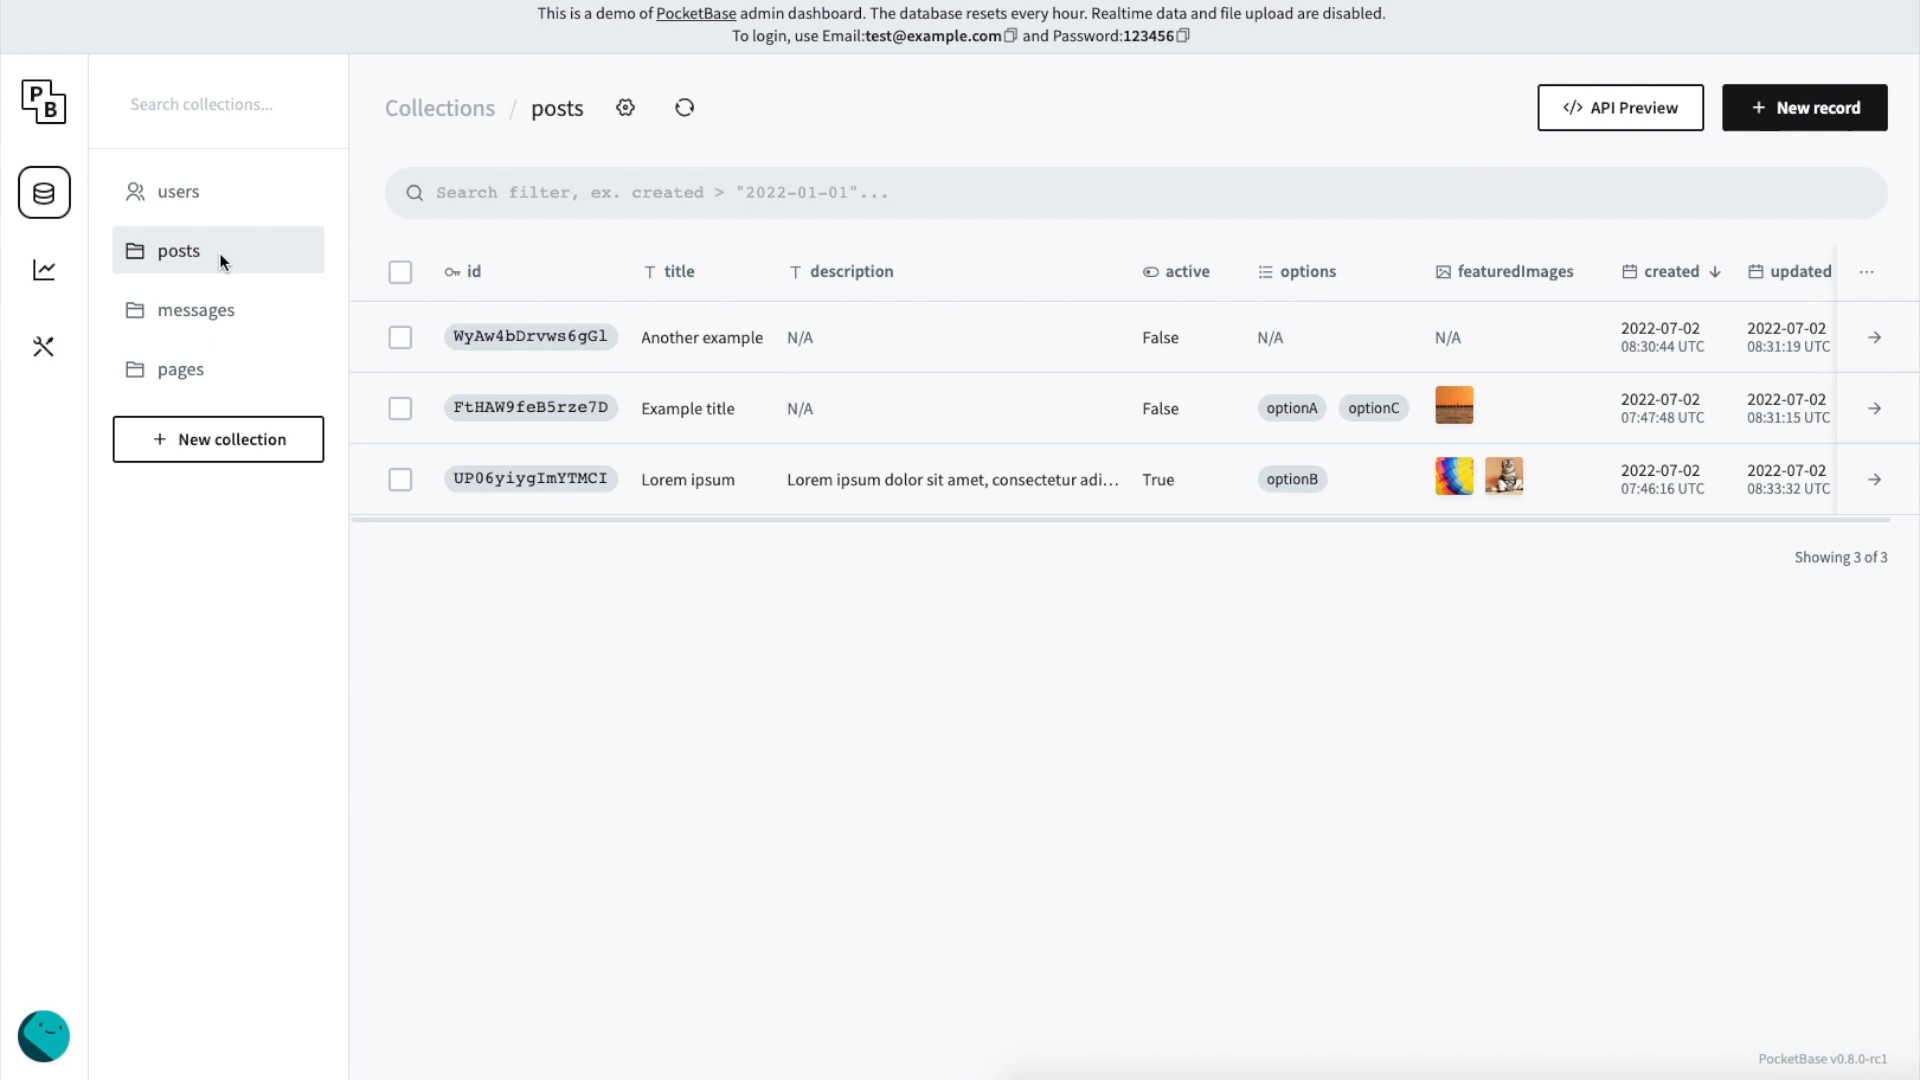 This is a demo of PocketBase admin dashboard. The database resets every hour. Realtime data and file upload are disabled.
To login, use Email:test@example.com and Password:123456
P
B
Search collections...
users
posts
messages
pages
+ New collection
Collections / posts
</> API Preview
+ New record
Search filter, ex. created > "2022-01-01"...
id title description active options featuredImages created updated ...
WyAw4bDrvws6gGl Another example N/A False N/A N/A 2022-07-02 2022-07-02
08:30:44 UTC 08:31:19 UTC
FtHAW9feB5rze7D Example title N/A False optionA optionC 2022-07-02 2022-07-02
07:47:48 UTC 08:31:15 UTC
UP06yiygImYTMCI Lorem ipsum Lorem ipsum dolor sit amet, consectetur adi... True optionB 2022-07-02 2022-07-02
07:46:16 UTC 08:33:32 UTC
Showing 3 of 3
PocketBase v0.8.0-rc1